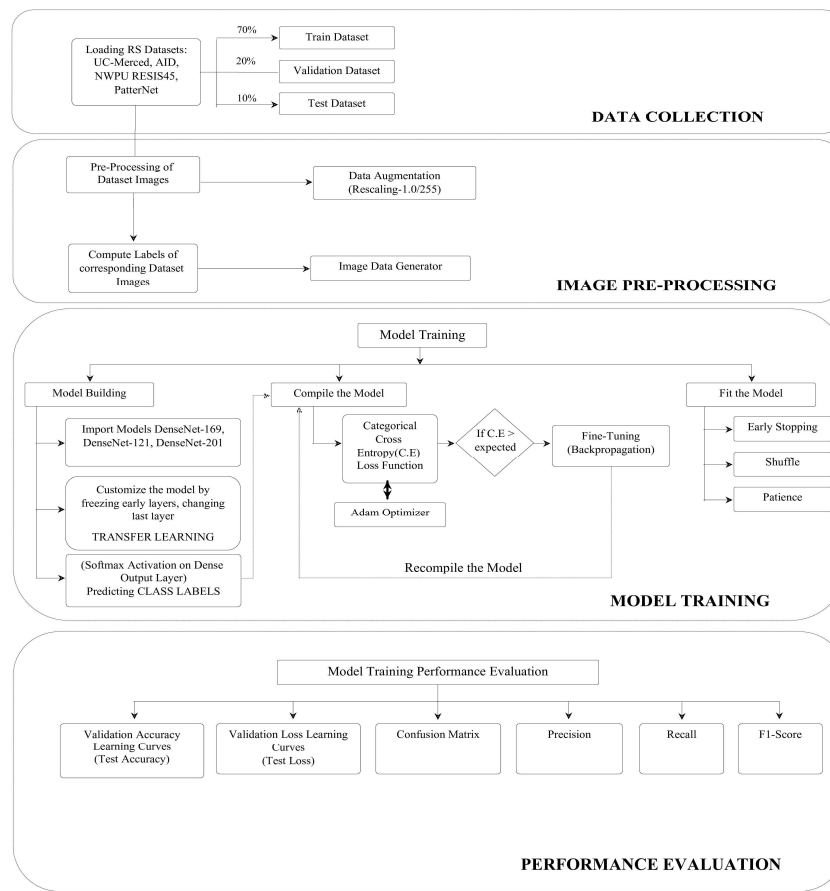 Loading RS Datasets:
UC-Merced, AID,
NWPU RESIS45,
PatterNet
70%
20%
10%
Train Dataset
Validation Dataset
Test Dataset
DATA COLLECTION
Pre-Processing of
Dataset Images
Data Augmentation
(Rescaling-1.0/255)
Compute Labels of
corresponding Dataset
Images
Image Data Generator
IMAGE PRE-PROCESSING
Model Training
Model Building
Compile the Model
Fit the Model
Import Models DenseNet-169,
DenseNet-121, DenseNet-201
Customize the model by
freezing early layers, changing
last layer
TRANSFER LEARNING
(Softmax Activation on Dense
Output Layer)
Predicting CLASS LABELS
Categorical
Cross
Entropy(C.E)
Loss Function
Adam Optimizer
If C.E >
expected
Fine-Tuning
(Backpropagation)
Recompile the Model
Early Stopping
Shuffle
Patience
MODEL TRAINING
Model Training Performance Evaluation
Validation Accuracy
Learning Curves
(Test Accuracy)
Validation Loss Learning
Curves
(Test Loss)
Confusion Matrix
Precision
Recall
F1-Score
PERFORMANCE EVALUATION